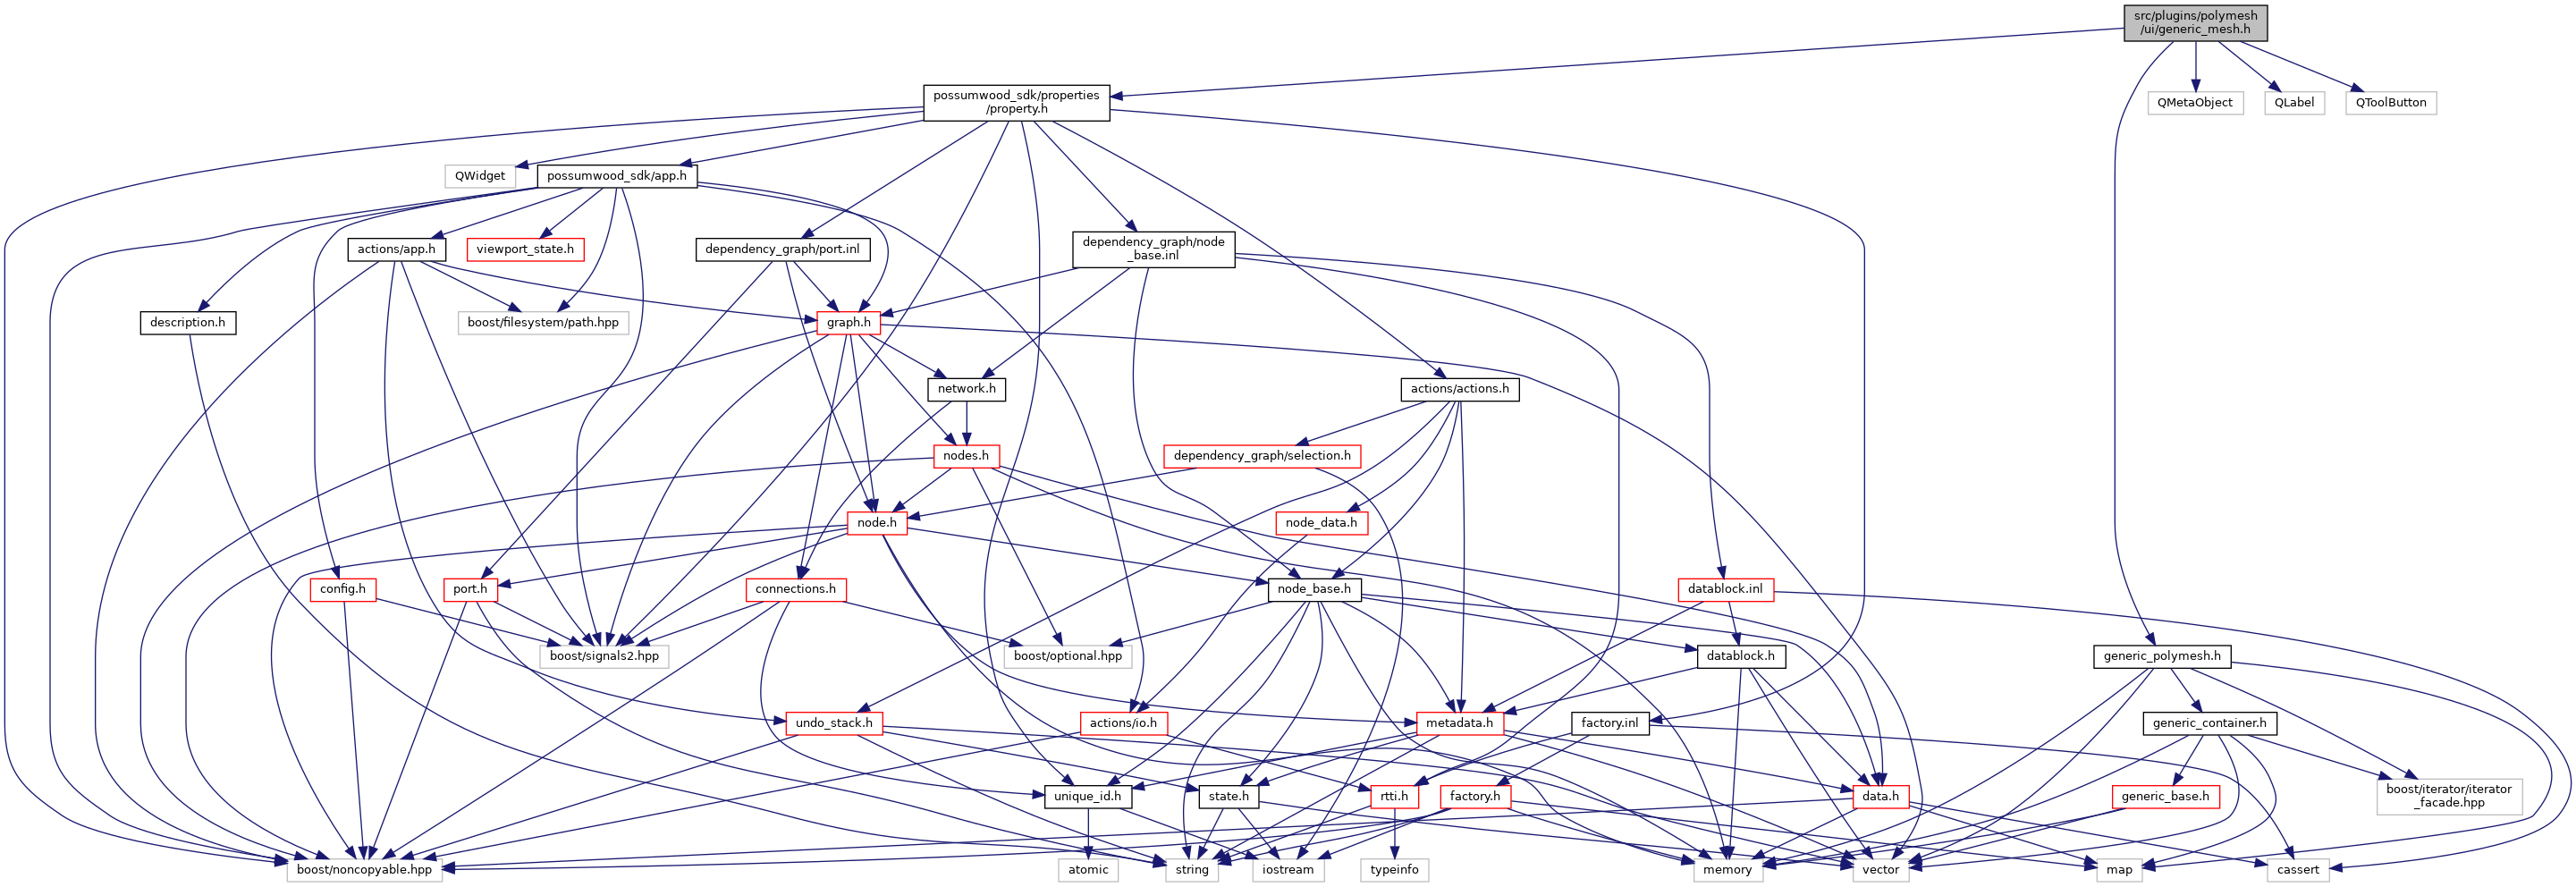 src/plugins/polymesh
/ui/generic_mesh.h
possumwood_sdk/properties
/property.h
QMetaObject
QLabel
QToolButton
QWidget
possumwood_sdk/app.h
actions/app.h
viewport_state.h
dependency_graph/port.inl
dependency_graph/node
_base.inl
description.h
boost/filesystem/path.hpp
graph.h
network.h
actions/actions.h
nodes.h
dependency_graph/selection.h
node.h
node_data.h
config.h
port.h
connections.h
node_base.h
datablock.inl
boost/signals2.hpp
boost/optional.hpp
datablock.h
generic_polymesh.h
undo_stack.h
actions/io.h
metadata.h
factory.inl
generic_container.h
unique_id.h
state.h
rtti.h
factory.h
data.h
generic_base.h
boost/iterator/iterator
_facade.hpp
boost/noncopyable.hpp
atomic
string
iostream
typeinfo
memory
vector
map
cassert